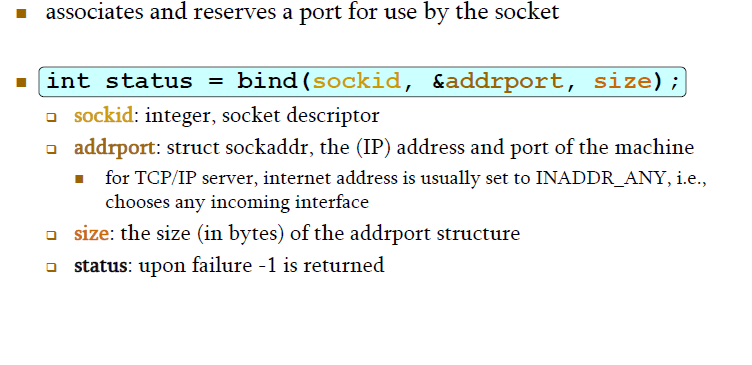 associates and reserves a port for use by the socket
int status = bind(sockid, &addrport, size);
sockid: integer, socket descriptor
addrport: struct sockaddr, the (IP) address and port of the machine
for TCP/IP server, internet address is usually set to INADDR_ANY, i.e.,
chooses any incoming interface
size: the size (in bytes) of the addrport structure
status: upon failure -1 is returned